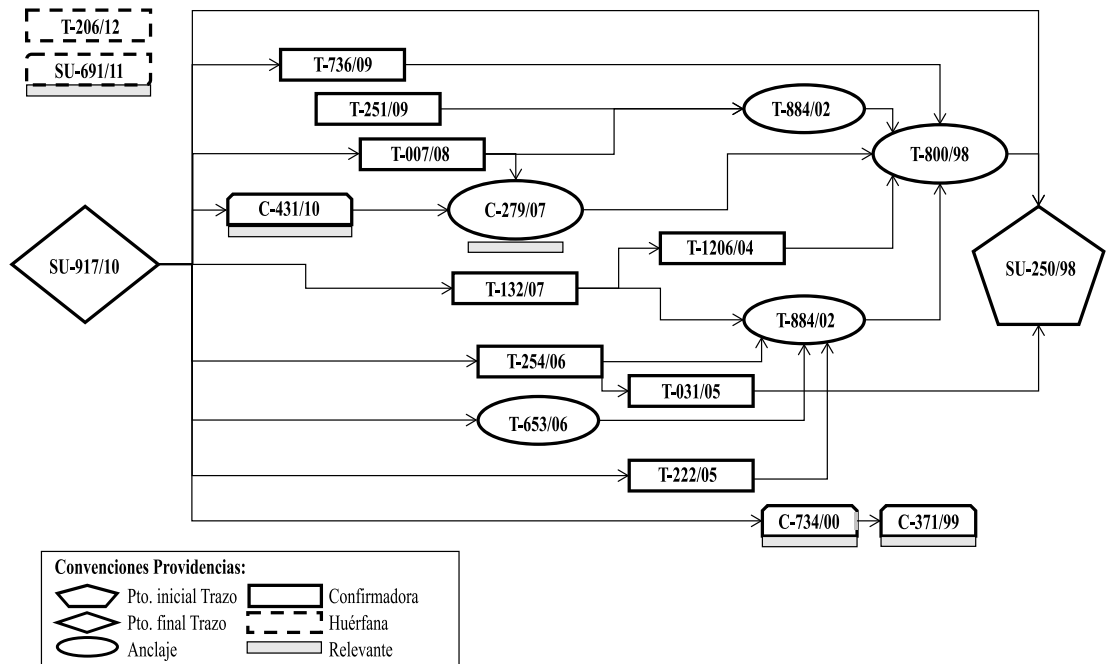 T-206/12
SU-691/11
T-736/09
T-251/09
T-884/02
T-007/08
T-800/98
C-431/10
C-279/07
T-1206/04
SU-917/10
SU-250/98
T-132/07
T-884/02
T-254/06
T-031/05
T-653/06
T-222/05
C-734/00
C-371/99
Convenciones Providencias:
Pto. inicial Trazo
Confirmadora
Pto. final Trazo
Huérfana
Anclaje
Relevante